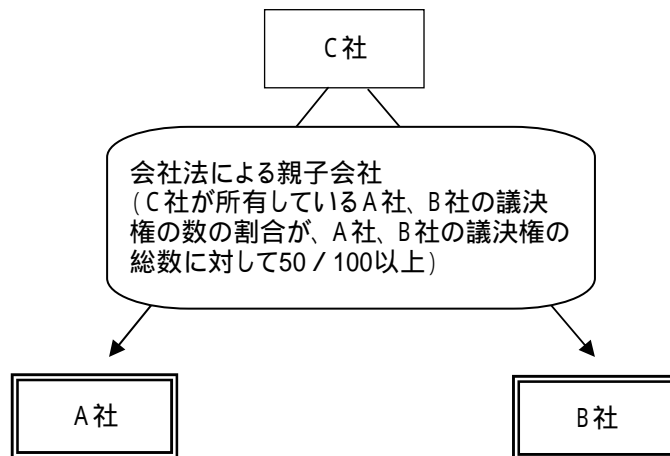 C社
会社法による親子会社
(C社が所有しているA社、B社の議決
権の数の割合が、A社、B社の議決権の
総数に対して50／100以上)
A社
B社